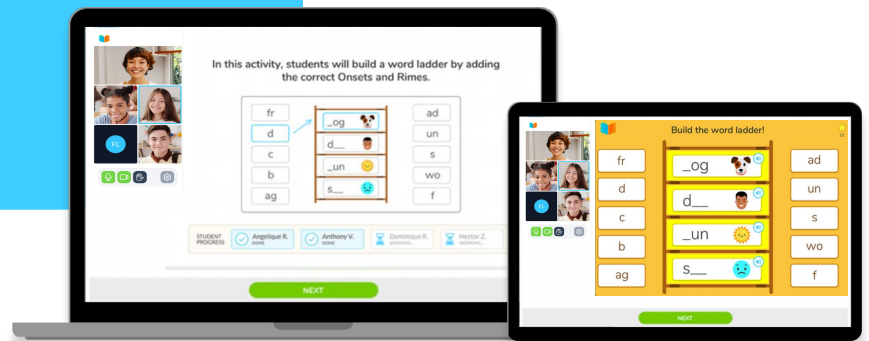 In this activity, students will build a word ladder by adding
the correct Onsets and Rimes.
fr
d
c
b
ag
_og
d__
_un
s__
ad
un
s
wo
f
FL
STUDENT
PROGRESS
Angelique R.
DONE
Anthony V.
DONE
Dominique R.
WORKING...
Hector Z.
WORKING...
NEXT
Build the word ladder!
fr
d
c
b
ag
_og
d__
_un
s__
ad
un
s
wo
f
FL
NEXT